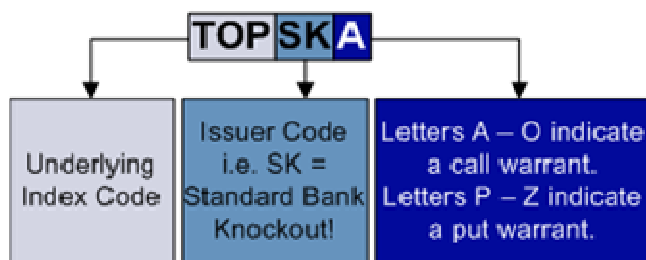 TOPSKA
Underlying
Index Code
Issuer Code
i.e. SK =
Standard Bank
Knockout!
Letters A – O indicate
a call warrant.
Letters P – Z indicate
a put warrant.